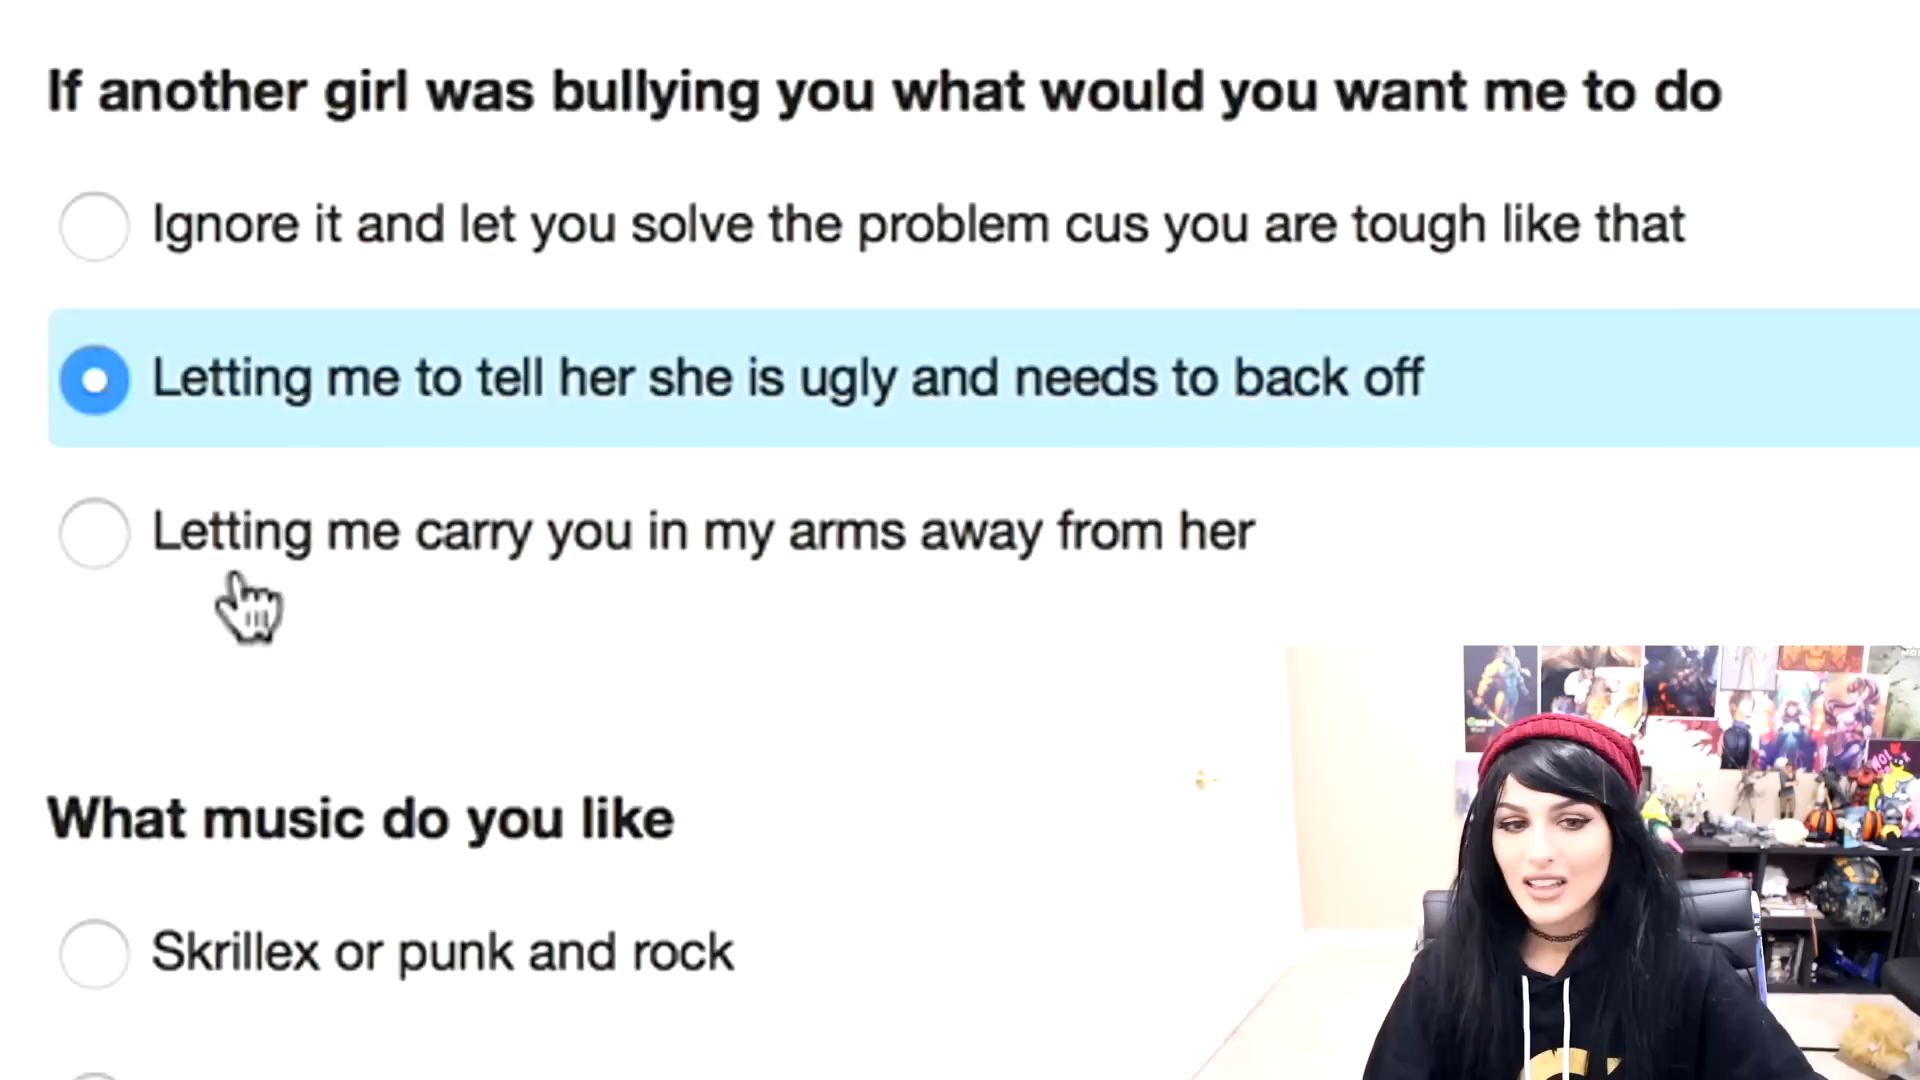 If another girl was bullying you what would you want me to do
Ignore it and let you solve the problem cus you are tough like that
Letting me to tell her she is ugly and needs to back off
Letting me carry you in my arms away from her
What music do you like
Skrillex or punk and rock